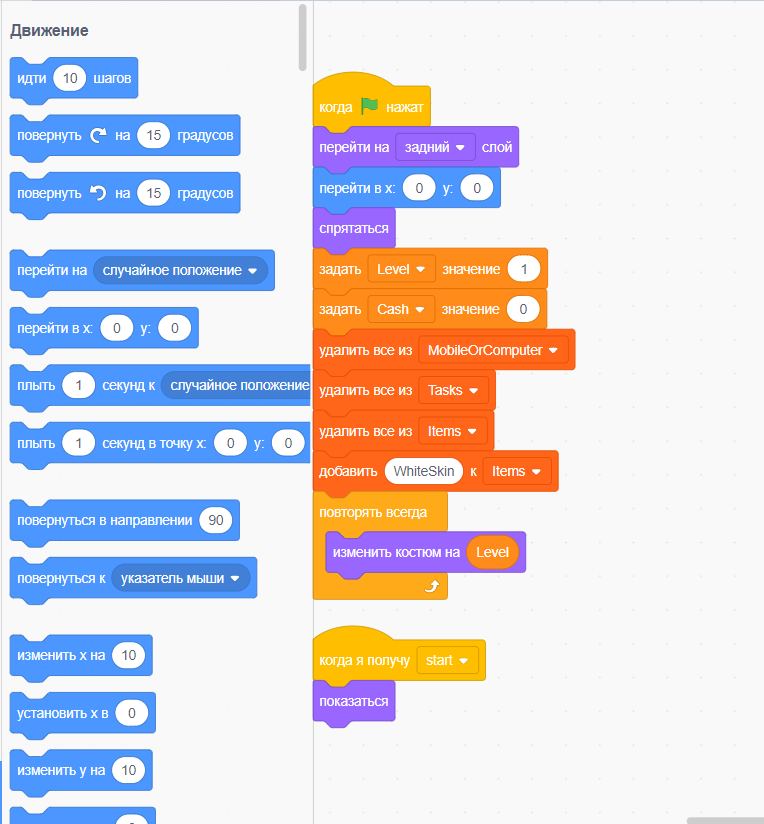 Движение
идти 10 шагов
повернуть на 15 градусов
повернуть на 15 градусов
перейти на случайное положение
перейти в x: 0 y: 0
плыть 1 секунд к случайное положение
плыть 1 секунд в точку x: 0 y: 0
повернуться в направлении 90
повернуться к указатель мыши
изменить x на 10
установить x в 0
изменить y на 10
когда нажат
перейти на задний слой
перейти в x: 0 y: 0
спрятаться
задать Level значение 1
задать Cash значение 0
удалить все из MobileOrComputer
удалить все из Tasks
удалить все из Items
добавить WhiteSkin к Items
повторять всегда
изменить костюм на Level
когда я получу start
показаться